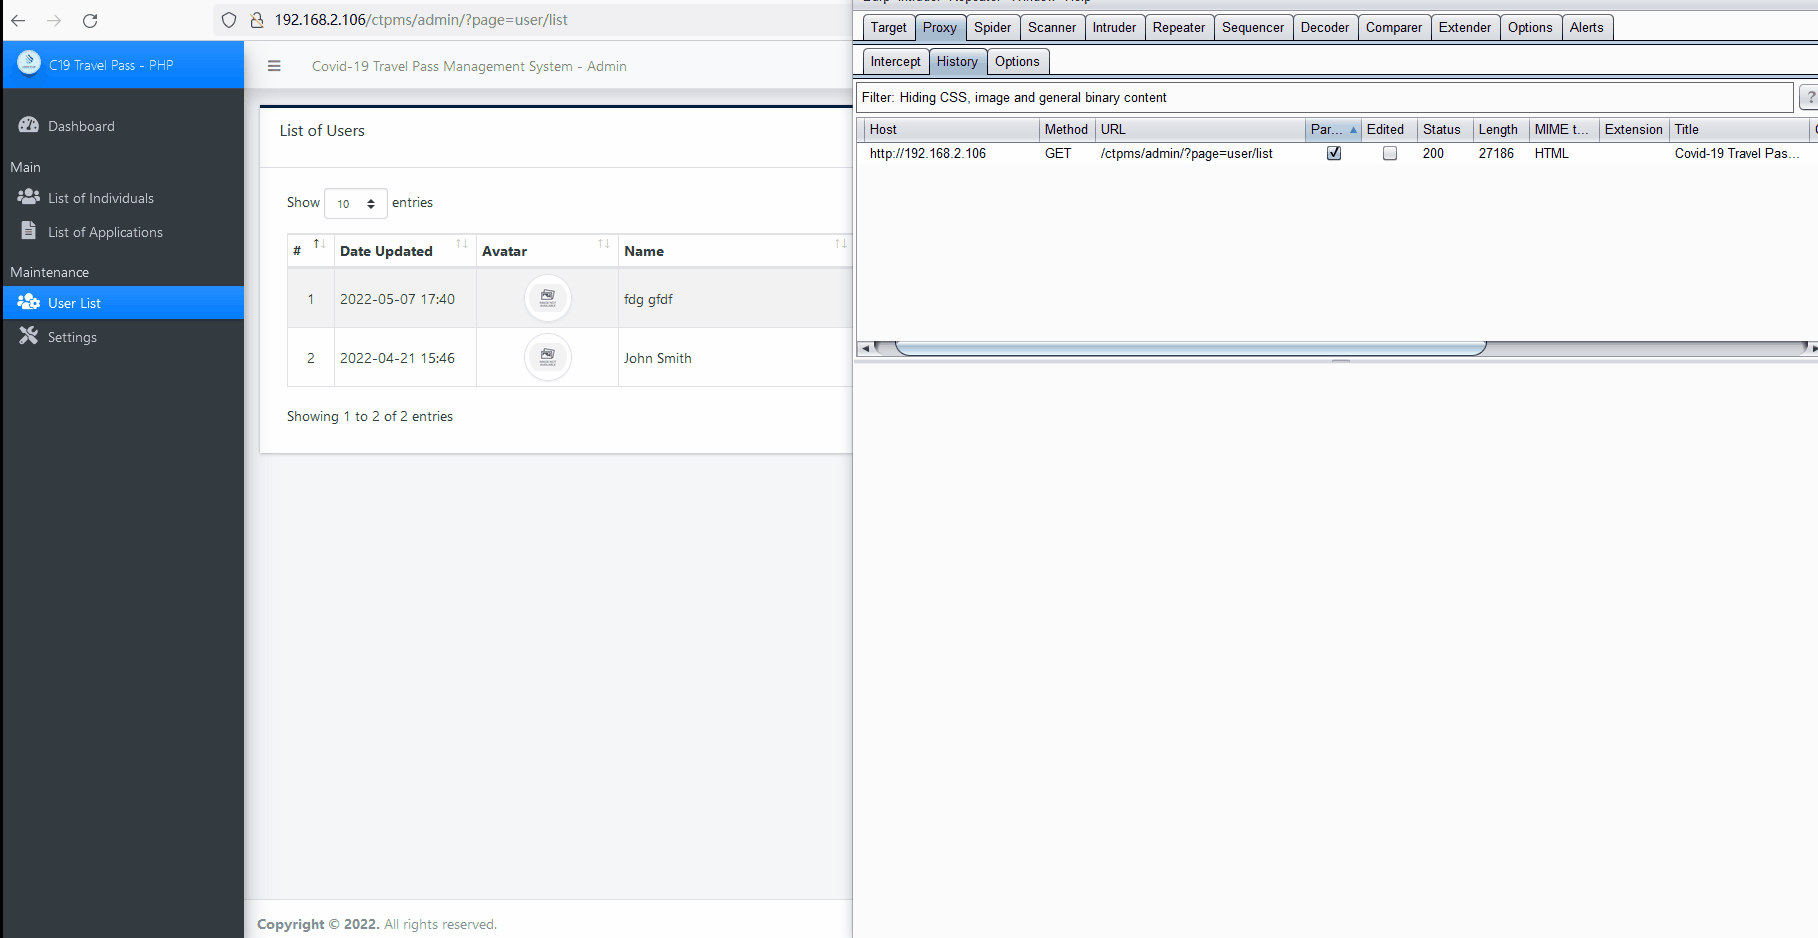 192.168.2.106/ctpms/admin/?page=user/list
C19 Travel Pass - PHP
Covid-19 Travel Pass Management System - Admin
Dashboard
Main
List of Individuals
List of Applications
Maintenance
User List
Settings
List of Users
Show 10 entries
# Date Updated Avatar Name
1 2022-05-07 17:40 fdg gfdf
2 2022-04-21 15:46 John Smith
Showing 1 to 2 of 2 entries
Copyright © 2022. All rights reserved.
Target Proxy Spider Scanner Intruder Repeater Sequencer Decoder Comparer Extender Options Alerts
Intercept History Options
Filter: Hiding CSS, image and general binary content
?
Host Method URL Par... Edited Status Length MIME t... Extension Title
http://192.168.2.106 GET /ctpms/admin/?page=user/list 200 27186 HTML Covid-19 Travel Pas...